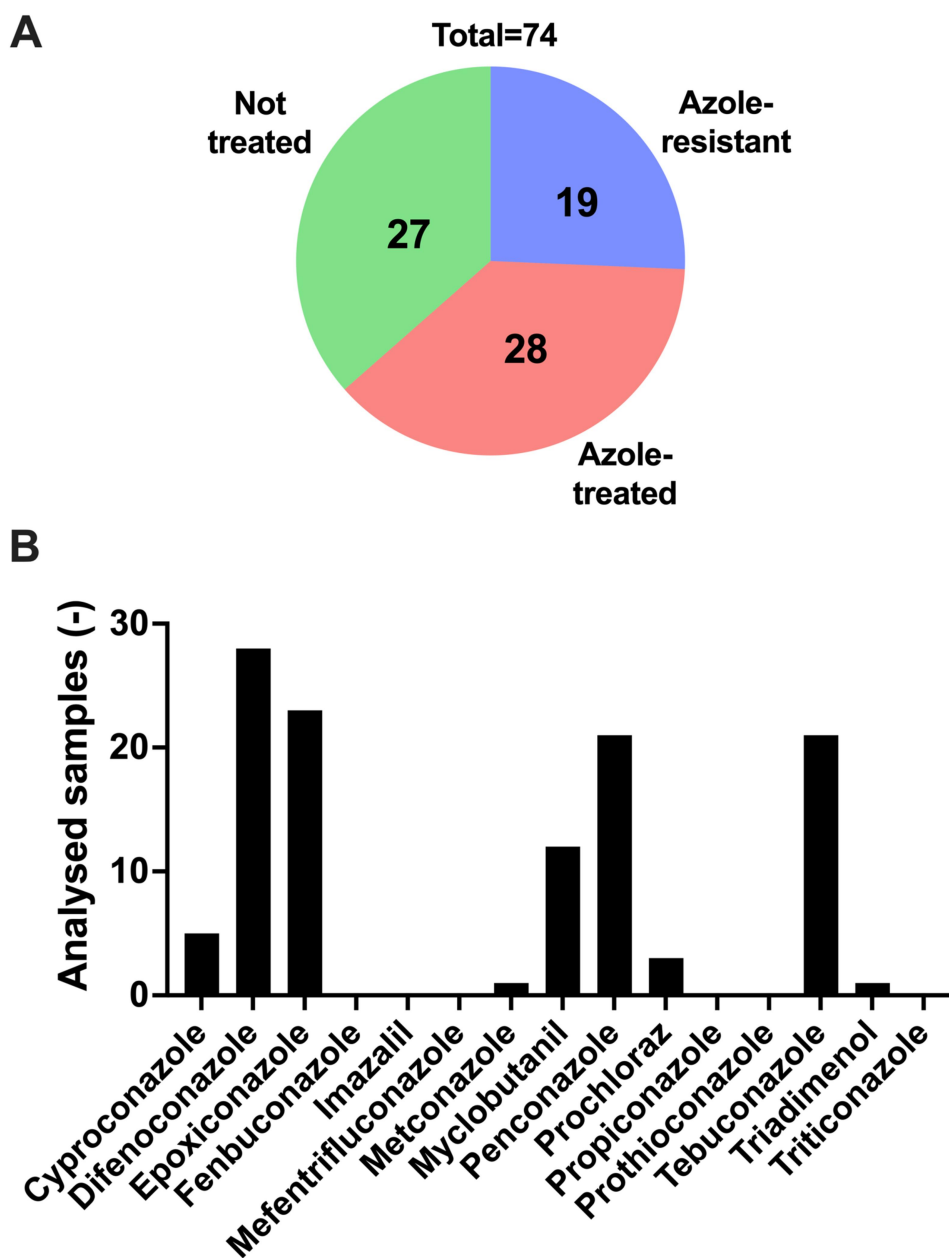 A
Total=74
Not
treated
Azole-
resistant
27
19
28
Azole-
treated
B
Analysed samples (-)
30
20
10
0
Cyproconazole
Difenoconazole
Epoxiconazole
Fenbuconazole
Imazalil
Mefentrifluconazole
Metconazole
Myclobutanil
Penconazole
Prochloraz
Propiconazole
Prothioconazole
Tebuconazole
Triadimenol
Triticonazole